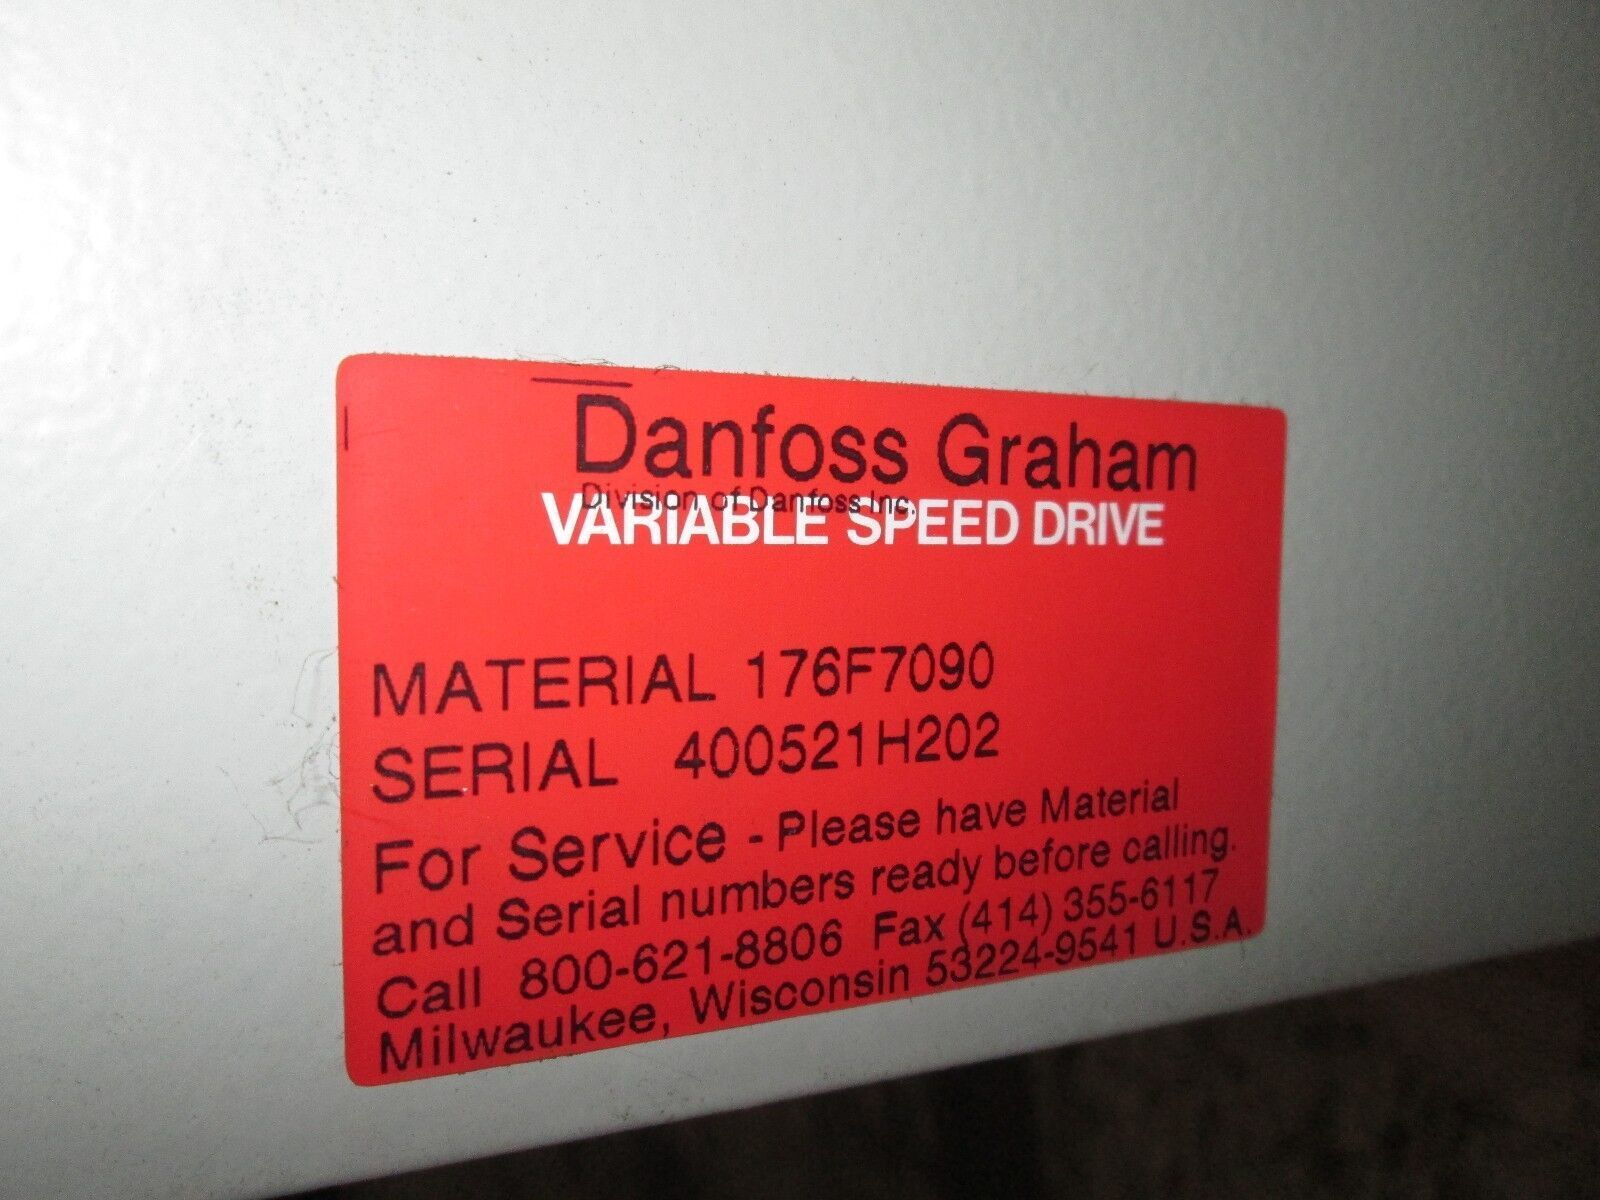 Danfoss Graham
Division of Danfoss Inc.
VARIABLE SPEED DRIVE
MATERIAL 176F7090
SERIAL 400521H202
For Service - Please have Material
and Serial numbers ready before calling.
Call 800-621-8806 Fax (414) 355-6117
Milwaukee, Wisconsin 53224-9541 U.S.A.